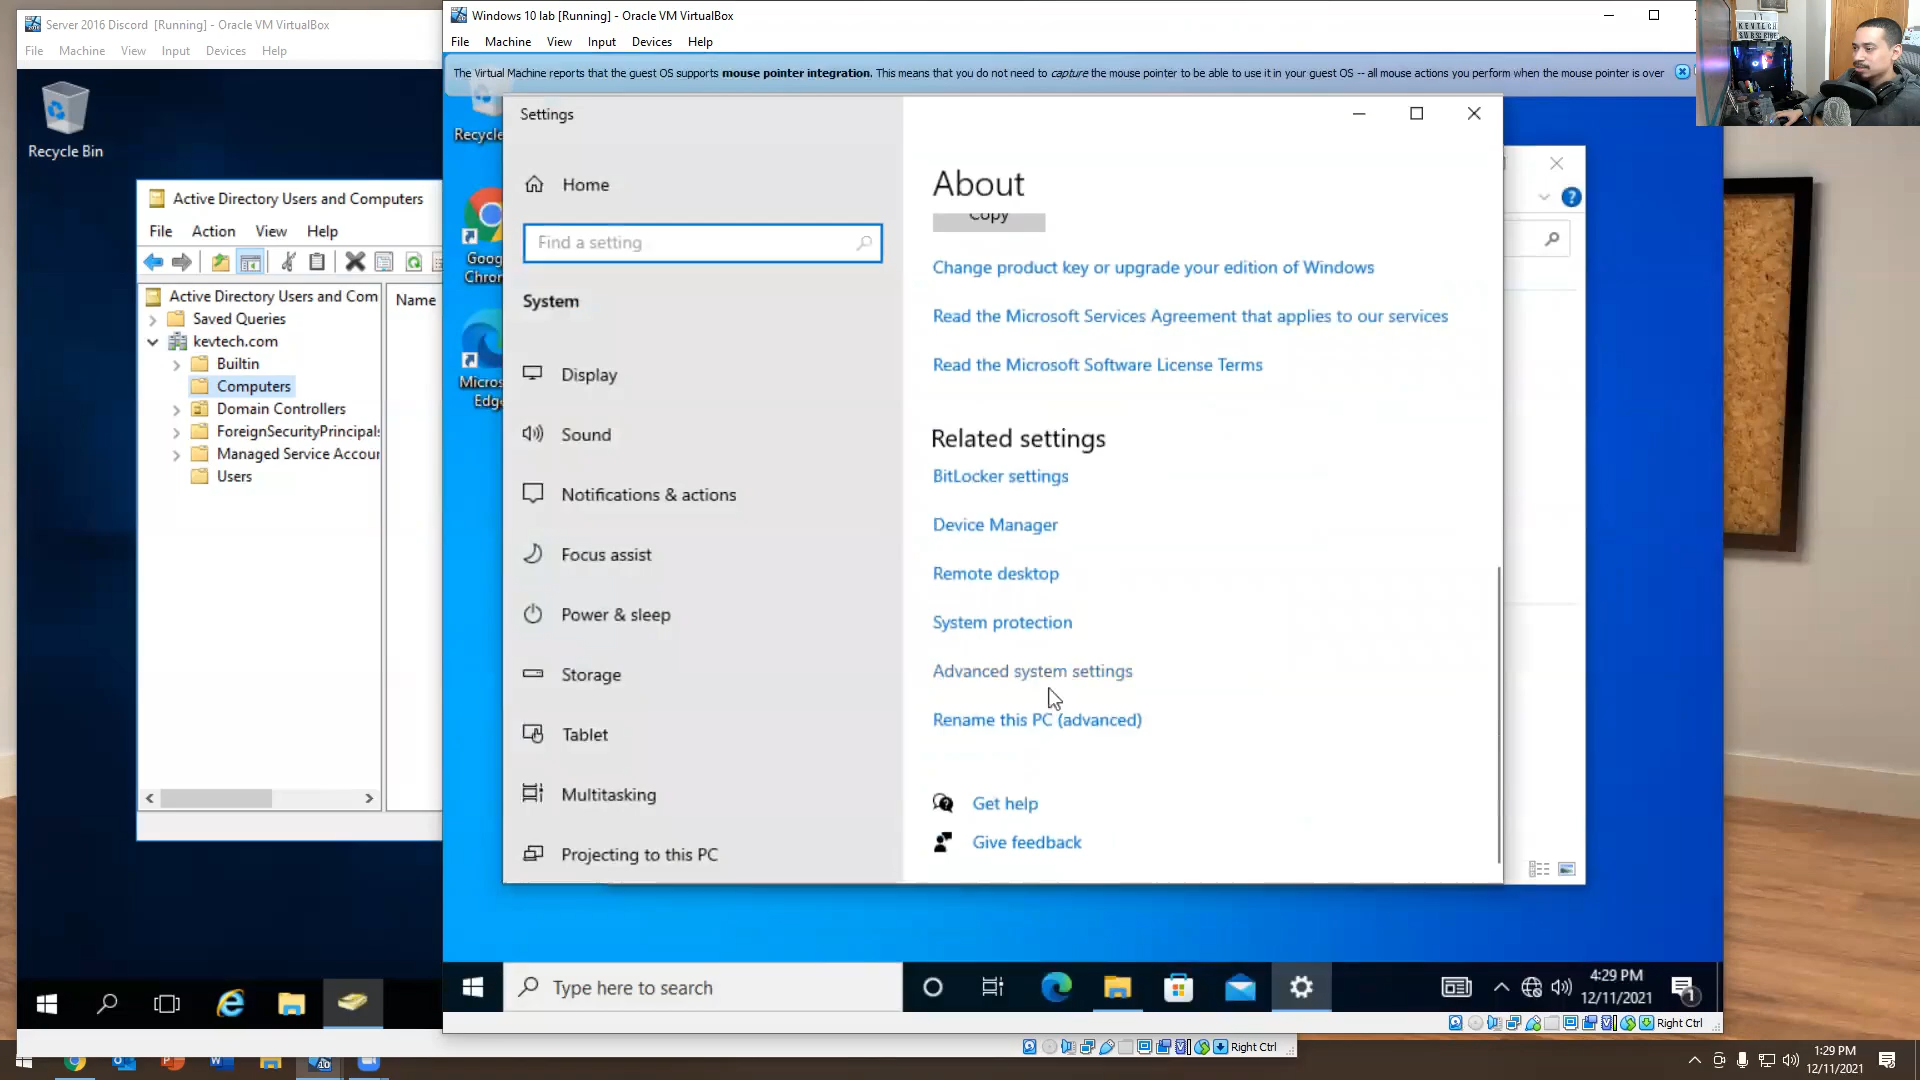 Server 2016 Discord [Running] - Oracle VM VirtualBox
File Machine View Input Devices Help
Recycle Bin
Active Directory Users and Computers
File Action View Help
Active Directory Users and Com
Name
Saved Queries
kevtech.com
Builtin
Computers
Domain Controllers
ForeignSecurityPrincipals
Managed Service Accour
Users
Windows 10 lab [Running] - Oracle VM VirtualBox
File Machine View Input Devices Help
The Virtual Machine reports that the guest OS supports mouse pointer integration. This means that you do not need to capture the mouse pointer to be able to use it in your guest OS -- all mouse actions you perform when the mouse pointer is over
Recycle
Goog
Chron
Micros
Edge
Settings
Home
Find a setting
System
Display
Sound
Notifications & actions
Focus assist
Power & sleep
Storage
Tablet
Multitasking
Projecting to this PC
About
Copy
Change product key or upgrade your edition of Windows
Read the Microsoft Services Agreement that applies to our services
Read the Microsoft Software License Terms
Related settings
BitLocker settings
Device Manager
Remote desktop
System protection
Advanced system settings
Rename this PC (advanced)
Get help
Give feedback
KEVTECH
SUBSCRIBE
Type here to search
4:29 PM
12/11/2021
1
Right Ctrl
Right Ctrl
1:29 PM
12/11/2021